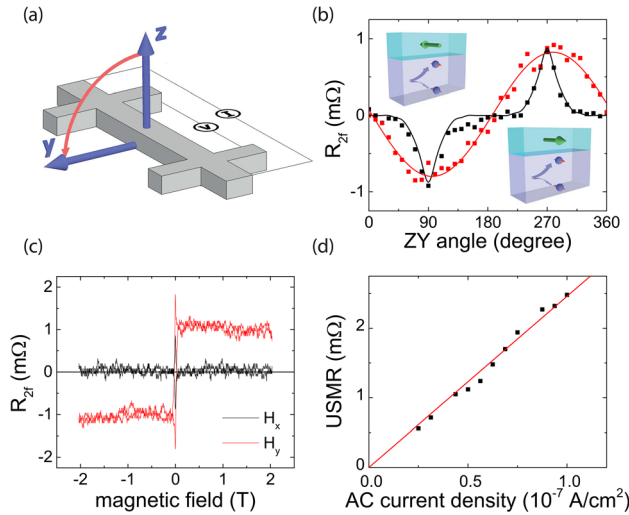 (a)
z
y
V
I
(b)
R2f (mΩ)
1
0
-1
0 90 180 270 360
ZY angle (degree)
(c)
R2f (mΩ)
2
1
0
-1
-2
Hx
Hy
-2 -1 0 1 2
magnetic field (T)
(d)
USMR (mΩ)
2
1
0
0.0 0.5 1.0
AC current density (10-7 A/cm2)